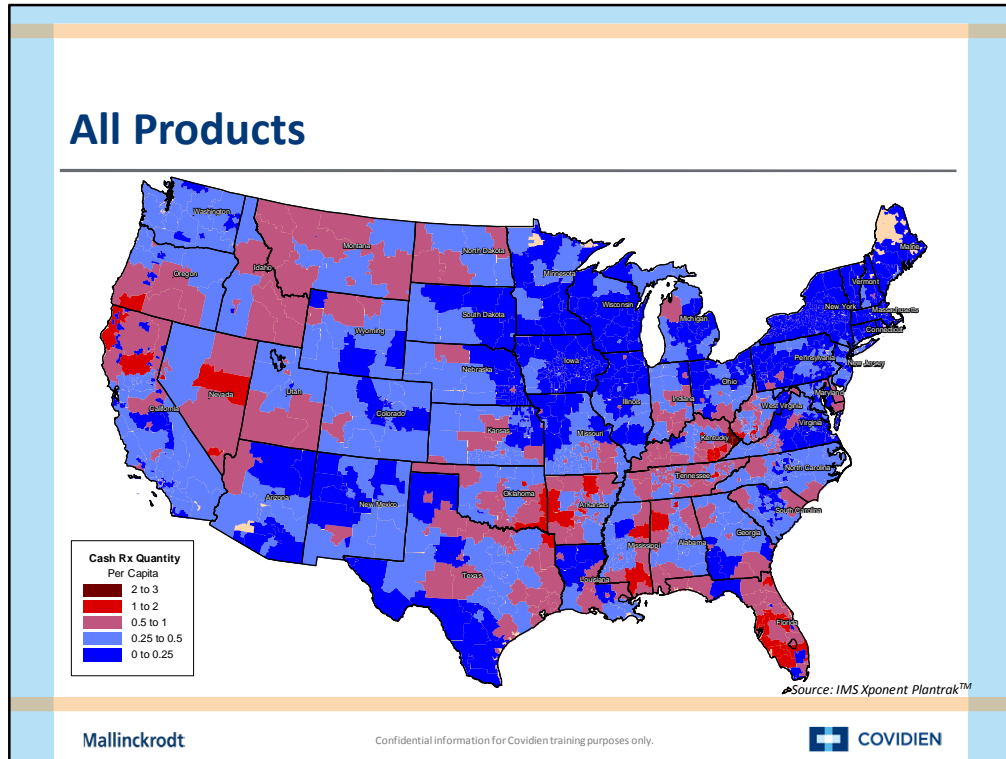 All Products
Washington
Montana
North Dakota
Minnesota
Maine
Oregon
Idaho
Wisconsin
Vermont
South Dakota
New York
Massachusetts
Wyoming
Michigan
Connecticut
Iowa
Pennsylvania
New Jersey
Nebraska
Ohio
Nevada
Utah
Illinois
Indiana
Maryland
California
Colorado
West Virginia
Kansas
Missouri
Kentucky
Virginia
Tennessee
North Carolina
Oklahoma
Arkansas
Arizona
New Mexico
South Carolina
Mississippi
Alabama
Georgia
Texas
Louisiana
Florida
Cash Rx Quantity
Per Capita
2 to 3
1 to 2
0.5 to 1
0.25 to 0.5
0 to 0.25
Source: IMS Xponent Plantrak™
Mallinckrodt
Confidential information for Covidien training purposes only.
COVIDIEN